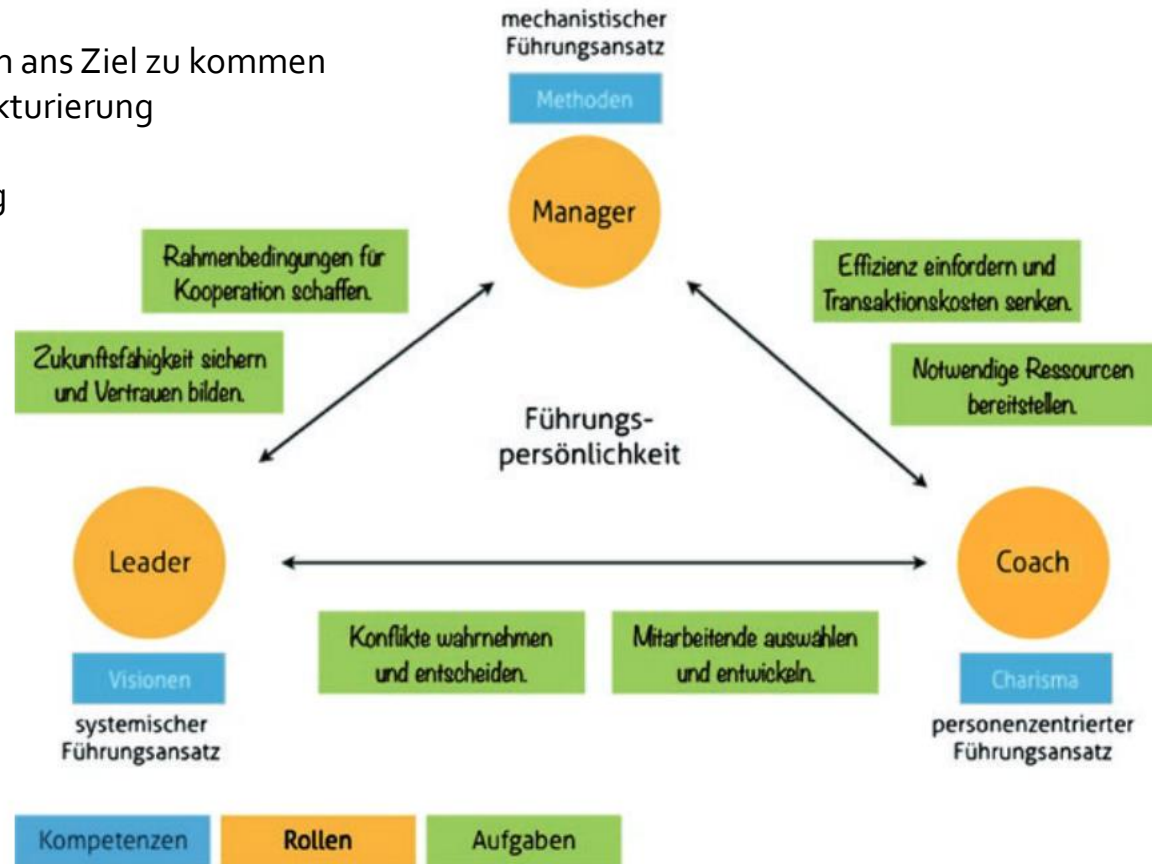 mechanistischer
Führungsansatz
ans Ziel zu kommen
Methoden
Manager
Rahmenbedingungen für
Kooperation schaffen.
Effizienz einfordern und
Transaktionskosten senken.
Zukunftsfähigkeit sichern
und Vertrauen bilden.
Notwendige Ressourcen
bereitstellen.
Führungs-
persönlichkeit
Leader
Coach
Konflikte wahrnehmen
und entscheiden.
Mitarbeitende auswählen
und entwickeln.
Visionen
Charisma
systemischer
Führungsansatz
personenzentrierter
Führungsansatz
Kompetenzen
Rollen
Aufgaben